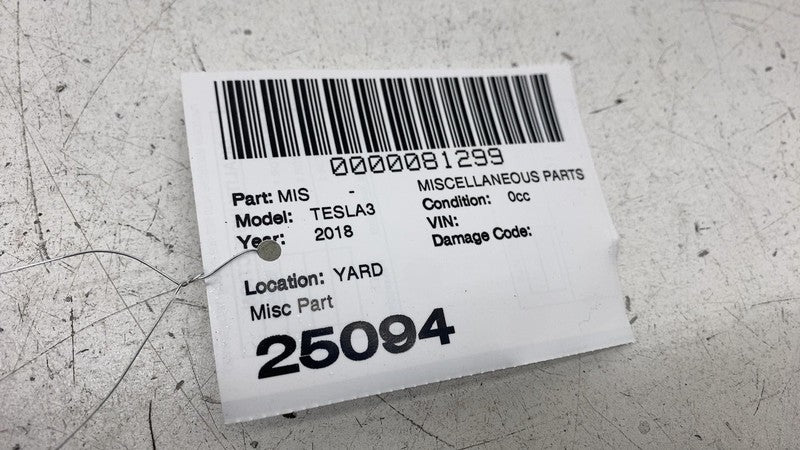 0000081299
Part: MIS - MISCELLANEOUS PARTS
Model: TESLA3 Condition: 0cc
Year: 2018 VIN:
Damage Code:
Location: YARD
Misc Part
25094